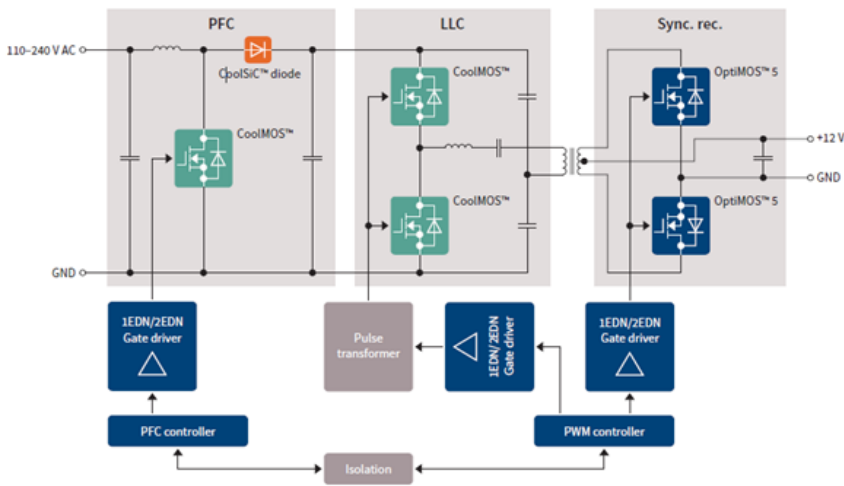 PFC
LLC
Sync. rec.
110–240 V AC
CoolSiC™ diode
CoolMOS™
CoolMOS™
CoolMOS™
OptiMOS™ 5
+12 V
GND
OptiMOS™ 5
GND
1EDN/2EDN
Gate driver
Pulse
transformer
1EDN/2EDN
Gate driver
1EDN/2EDN
Gate driver
PFC controller
PWM controller
Isolation